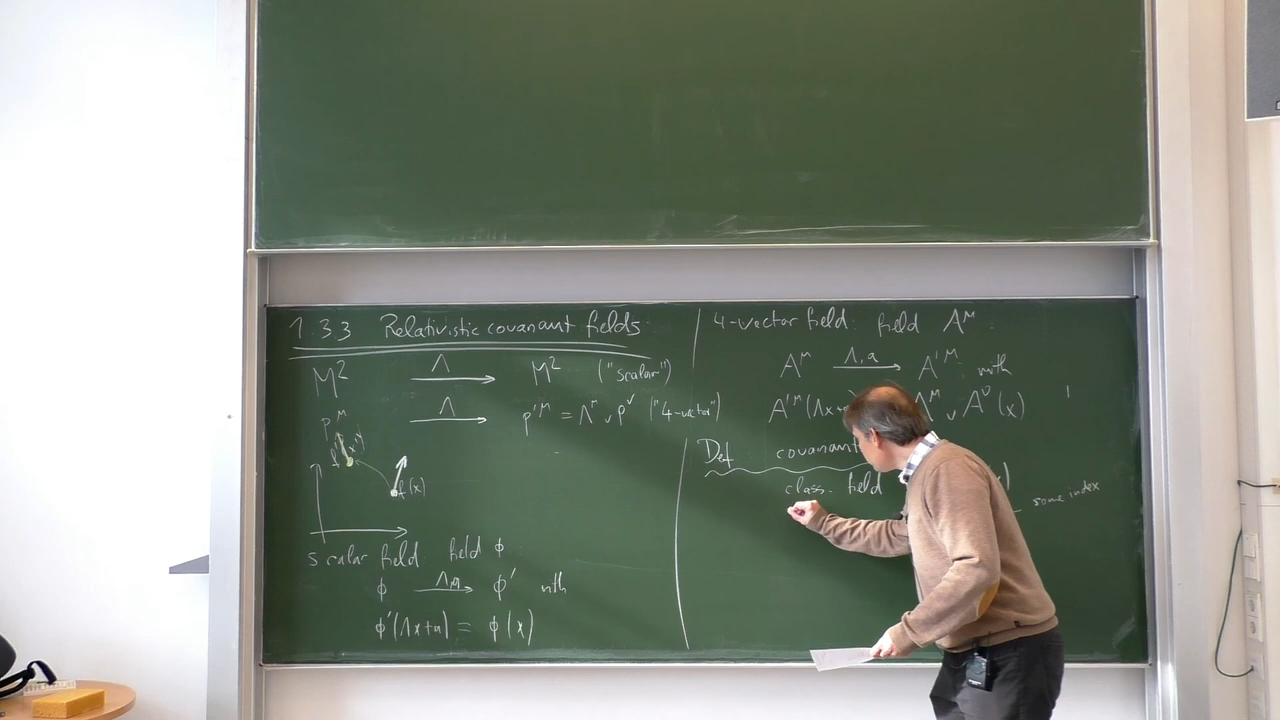 1.3.3 Relativistic covariant fields
M² Λ→ M² ("scalar")
p^μ Λ→ p'^μ = Λ^μ_ν p^ν ("4-vector")
f(x)
scalar field field ϕ
ϕ Λ,a→ ϕ' with
ϕ'(Λx+a) = ϕ(x)
4-vector field: field A^μ:
A^μ Λ,a→ A'^μ: with
A'^μ(Λx+ Λ^μ_ν A^ν(x)
Def covariant
class. field
some index